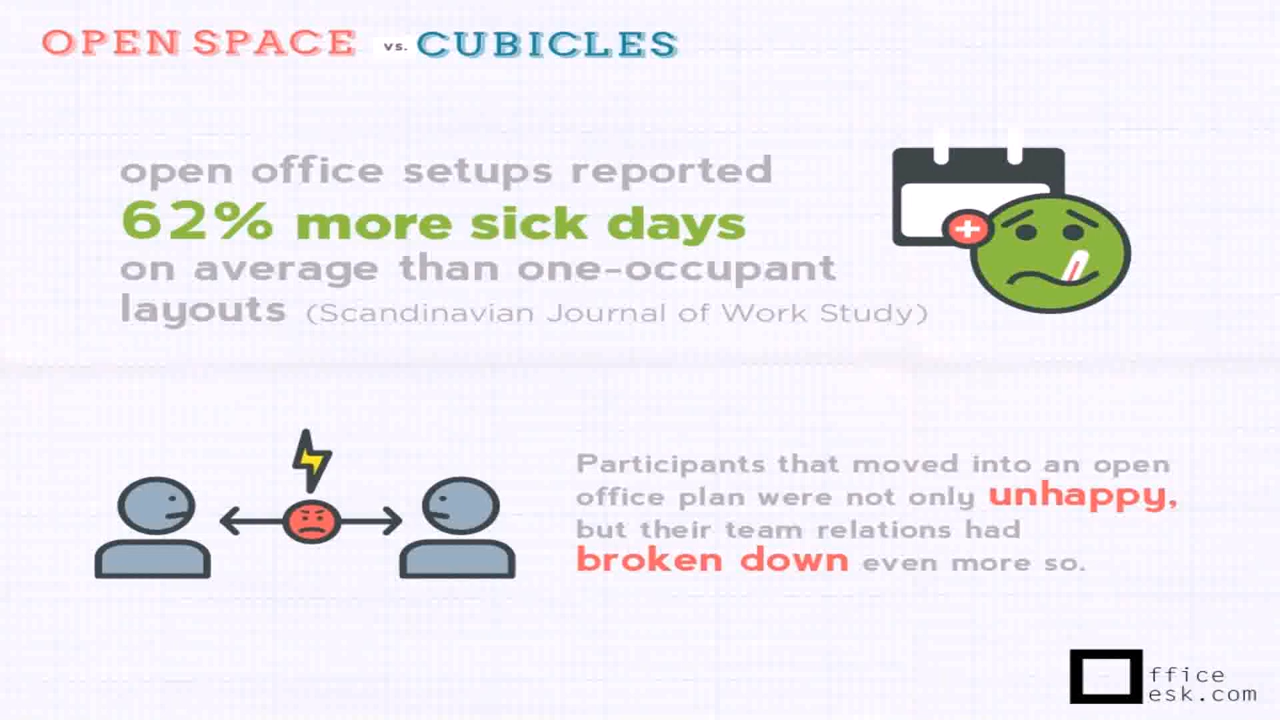 OPEN SPACE vs. CUBICLES
open office setups reported
62% more sick days
on average than one-occupant
layouts (Scandinavian Journal of Work Study)
Participants that moved into an open
office plan were not only unhappy,
but their team relations had
broken down even more so.
ffice
esk.com